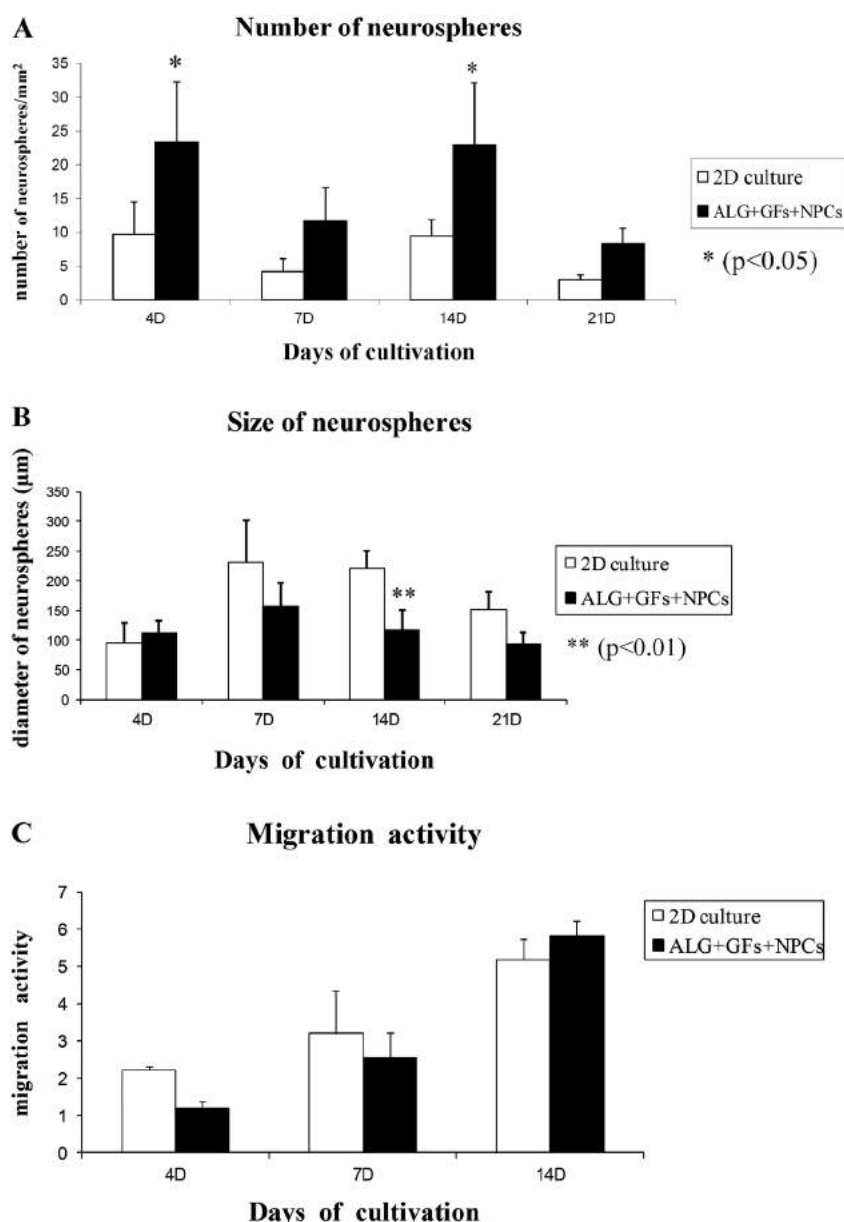 A
Number of neurospheres
number of neurospheres/mm²
35
30
25
20
15
10
5
0
*
*
4D
7D
14D
21D
Days of cultivation
2D culture
ALG+GFs+NPCs
* (p<0.05)
B
Size of neurospheres
diameter of neurospheres (μm)
350
300
250
200
150
100
50
0
**
4D
7D
14D
21D
Days of cultivation
2D culture
ALG+GFs+NPCs
** (p<0.01)
C
Migration activity
migration activity
7
6
5
4
3
2
1
0
4D
7D
14D
Days of cultivation
2D culture
ALG+GFs+NPCs